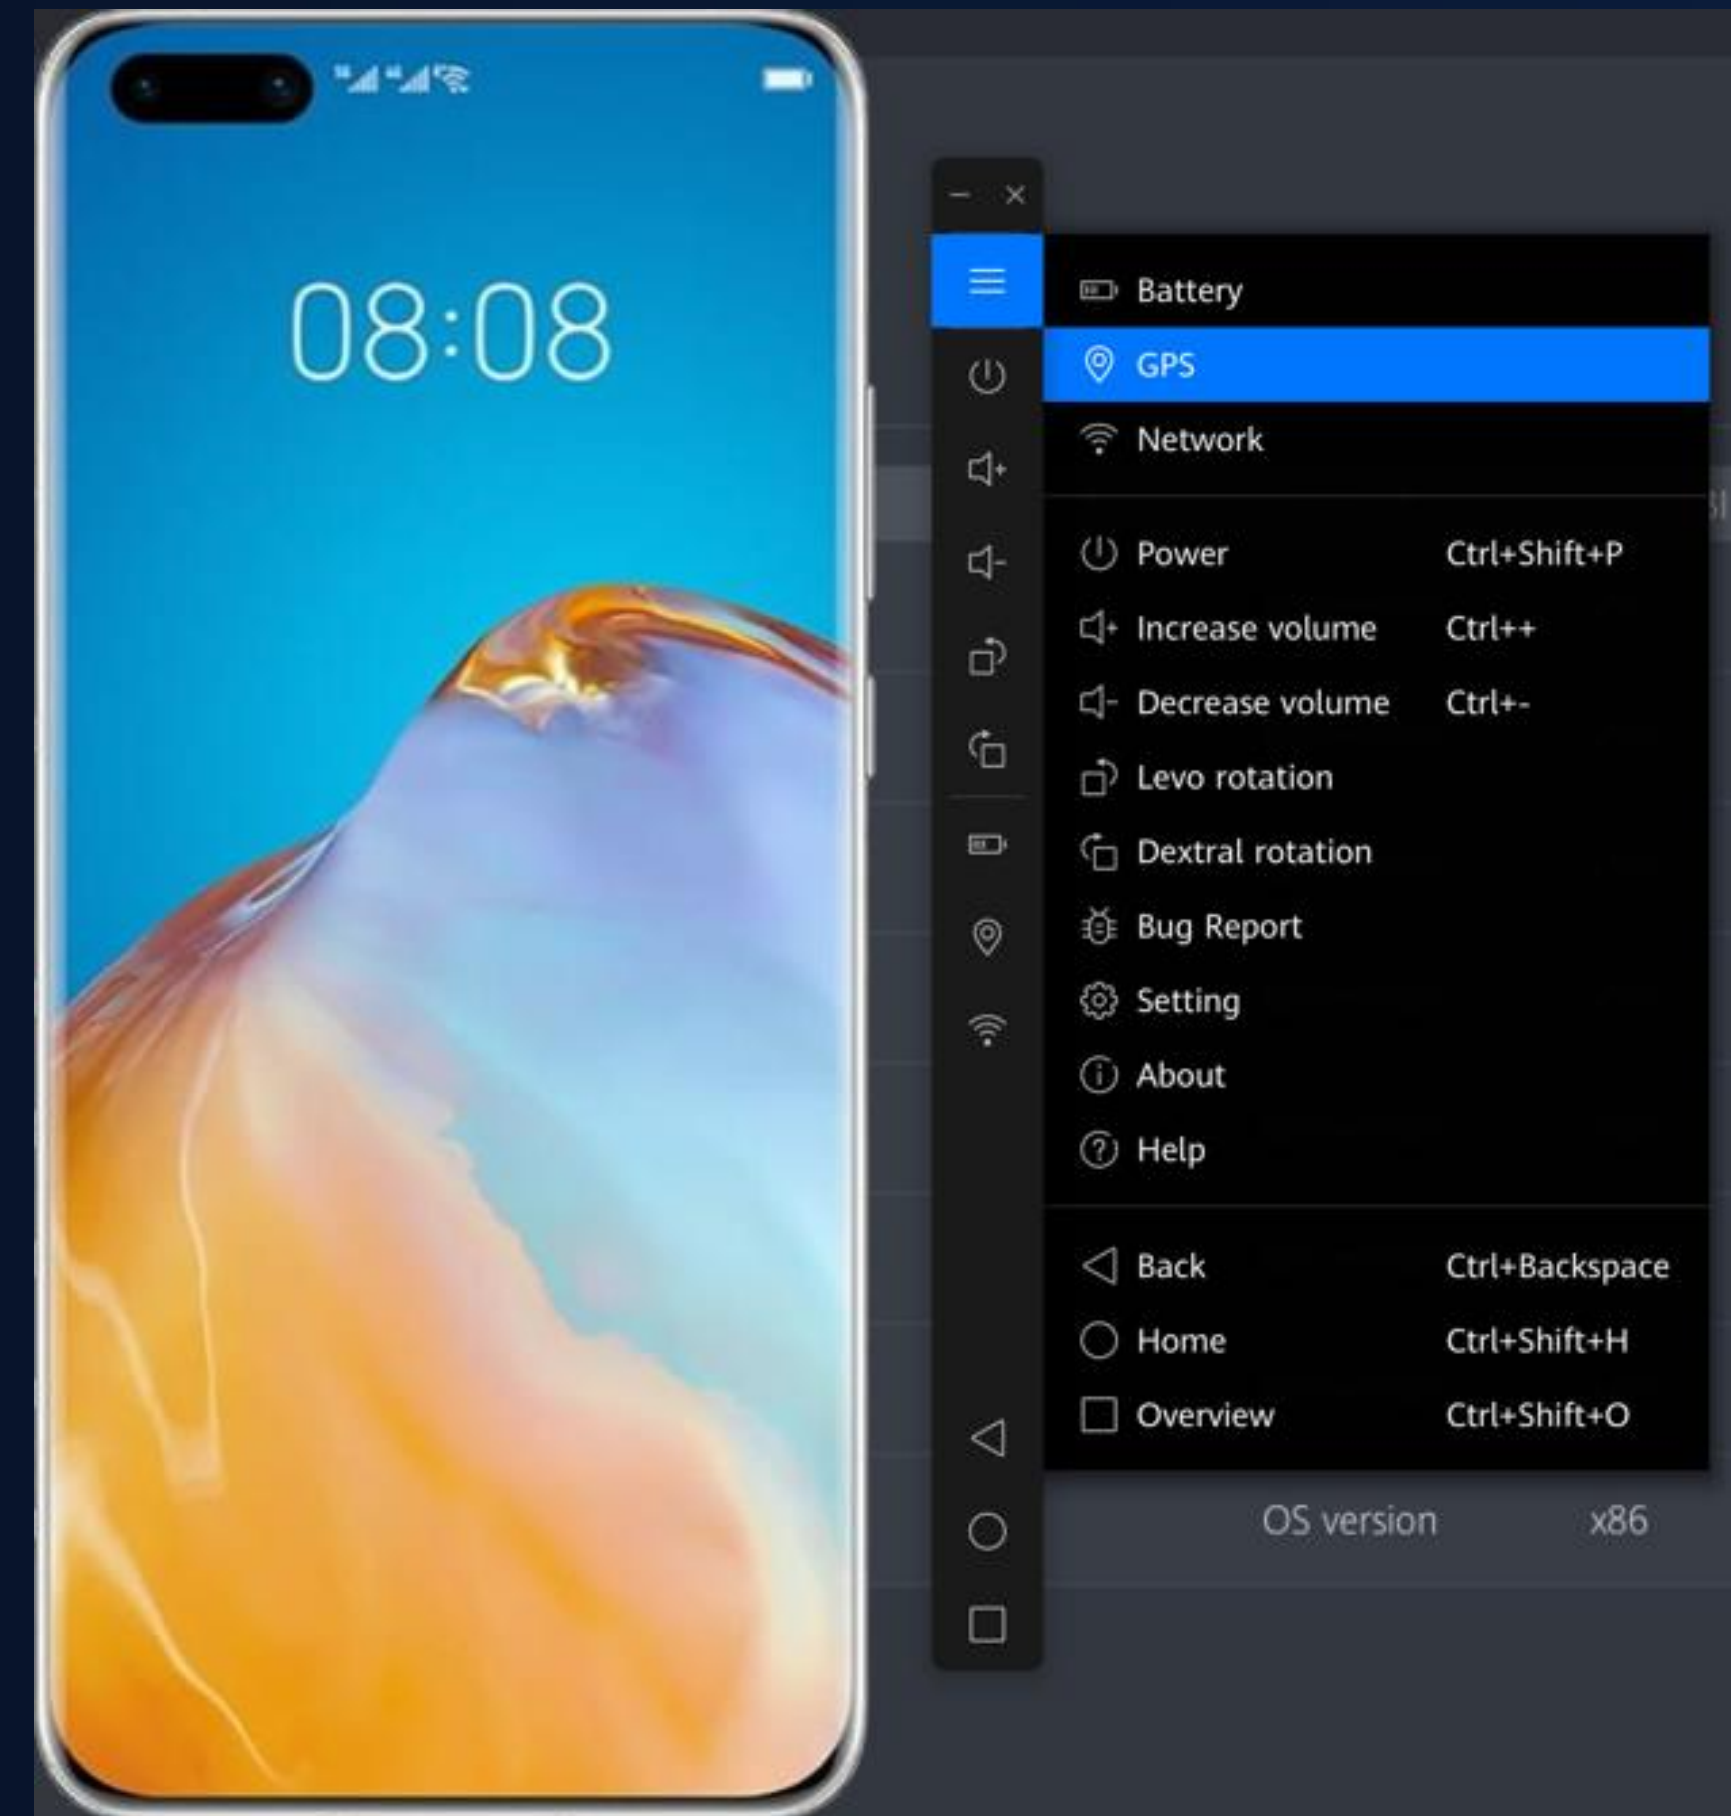 08:08
Battery
GPS
Network
Power Ctrl+Shift+P
Increase volume Ctrl++
Decrease volume Ctrl+-
Levo rotation
Dextral rotation
Bug Report
Setting
About
Help
Back Ctrl+Backspace
Home Ctrl+Shift+H
Overview Ctrl+Shift+O
OS version x86